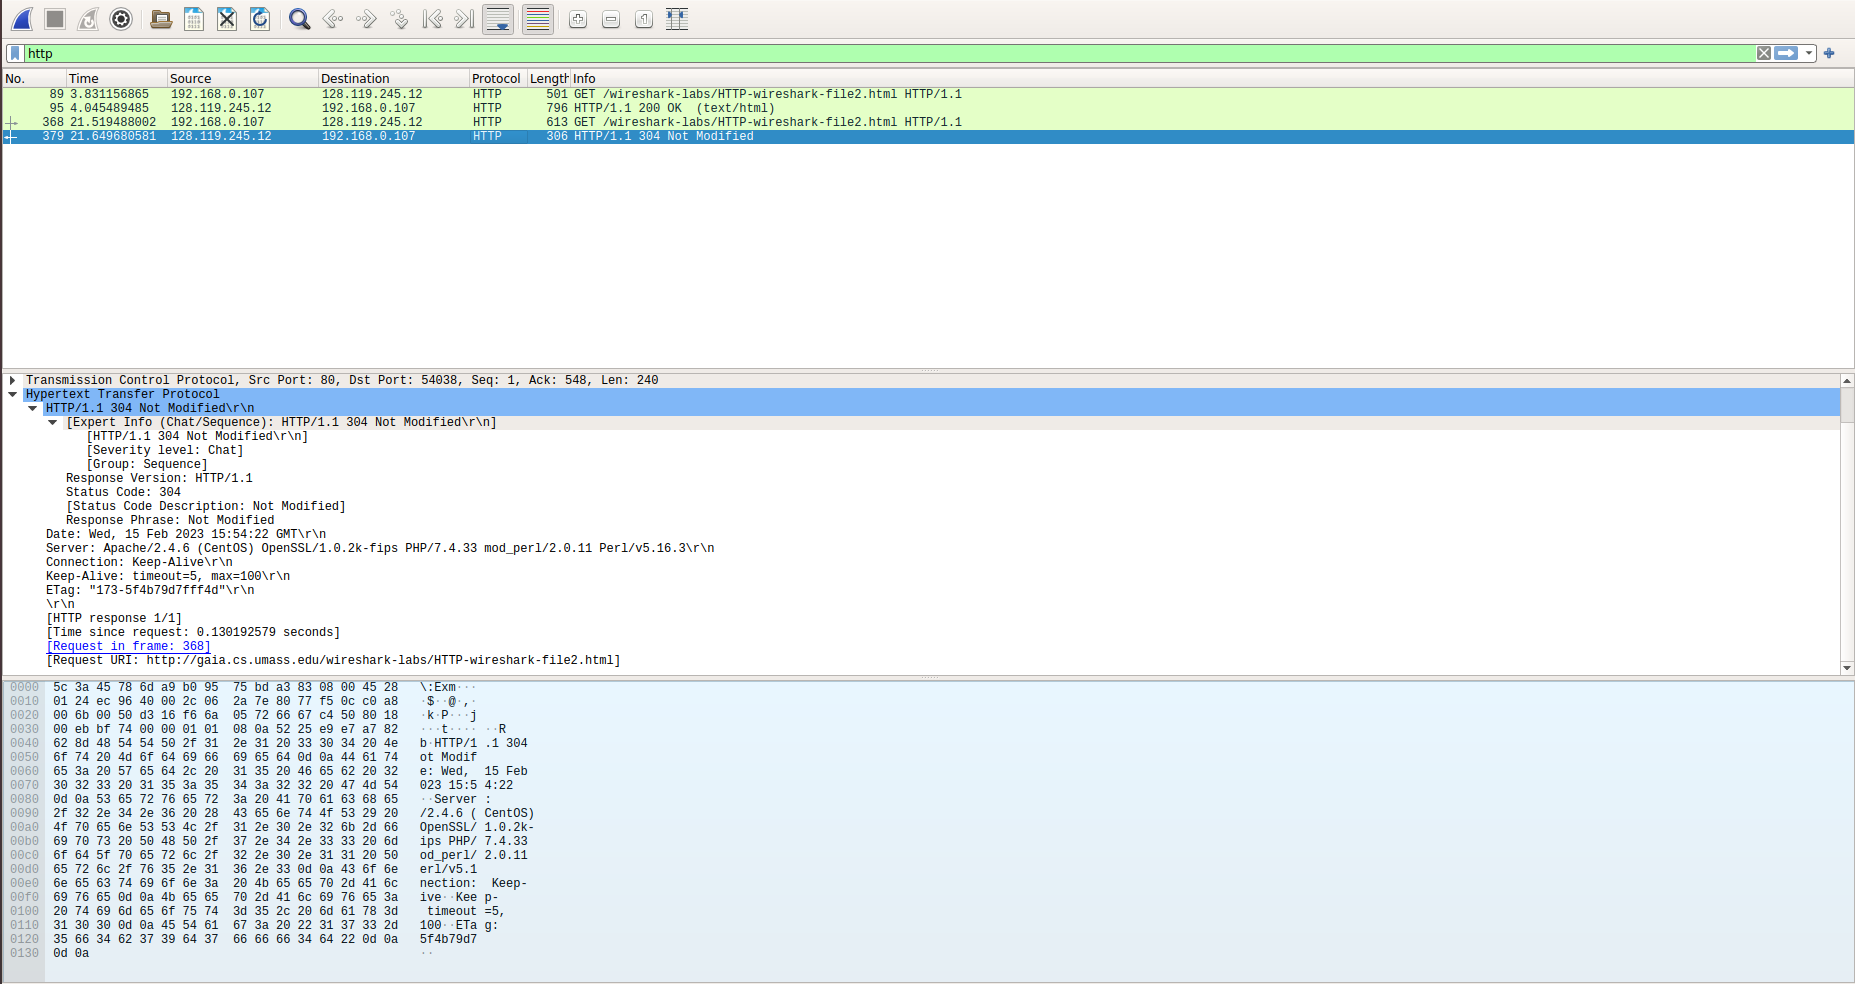 http
No. Time Source Destination Protocol Length Info
89 3.831156865 192.168.0.107 128.119.245.12 HTTP 501 GET /wireshark-labs/HTTP-wireshark-file2.html HTTP/1.1
95 4.045489485 128.119.245.12 192.168.0.107 HTTP 796 HTTP/1.1 200 OK  (text/html)
368 21.519488002 192.168.0.107 128.119.245.12 HTTP 613 GET /wireshark-labs/HTTP-wireshark-file2.html HTTP/1.1
379 21.649680581 128.119.245.12 192.168.0.107 HTTP 306 HTTP/1.1 304 Not Modified
Transmission Control Protocol, Src Port: 80, Dst Port: 54038, Seq: 1, Ack: 548, Len: 240
Hypertext Transfer Protocol
HTTP/1.1 304 Not Modified\r\n
[Expert Info (Chat/Sequence): HTTP/1.1 304 Not Modified\r\n]
[HTTP/1.1 304 Not Modified\r\n]
[Severity level: Chat]
[Group: Sequence]
Response Version: HTTP/1.1
Status Code: 304
[Status Code Description: Not Modified]
Response Phrase: Not Modified
Date: Wed, 15 Feb 2023 15:54:22 GMT\r\n
Server: Apache/2.4.6 (CentOS) OpenSSL/1.0.2k-fips PHP/7.4.33 mod_perl/2.0.11 Perl/v5.16.3\r\n
Connection: Keep-Alive\r\n
Keep-Alive: timeout=5, max=100\r\n
ETag: "173-5f4b79d7fff4d"\r\n
\r\n
[HTTP response 1/1]
[Time since request: 0.130192579 seconds]
[Request in frame: 368]
[Request URI: http://gaia.cs.umass.edu/wireshark-labs/HTTP-wireshark-file2.html]
0000 5c 3a 45 78 6d a9 b0 95 75 bd a3 83 08 00 45 28 \:Exm···
0010 01 24 ec 96 40 00 2c 06 2a 7e 80 77 f5 0c c0 a8 ·$··@·,·
0020 00 6b 00 50 d3 16 f6 6a 05 72 66 67 c4 50 80 18 ·k·P···j
0030 00 eb bf 74 00 00 01 01 08 0a 52 25 e9 e7 a7 82 ···t···· ··R
0040 62 8d 48 54 54 50 2f 31 2e 31 20 33 30 34 20 4e b·HTTP/1 .1 304
0050 6f 74 20 4d 6f 64 69 66 69 65 64 0d 0a 44 61 74 ot Modif
0060 65 3a 20 57 65 64 2c 20 31 35 20 46 65 62 20 32 e: Wed, 15 Feb
0070 30 32 33 20 31 35 3a 35 34 3a 32 32 20 47 4d 54 023 15:5 4:22
0080 0d 0a 53 65 72 76 65 72 3a 20 41 70 61 63 68 65 ··Server :
0090 2f 32 2e 34 2e 36 20 28 43 65 6e 74 4f 53 29 20 /2.4.6 ( CentOS)
00a0 4f 70 65 6e 53 53 4c 2f 31 2e 30 2e 32 6b 2d 66 OpenSSL/ 1.0.2k-
00b0 69 70 73 20 50 48 50 2f 37 2e 34 2e 33 33 20 6d ips PHP/ 7.4.33
00c0 6f 64 5f 70 65 72 6c 2f 32 2e 30 2e 31 31 20 50 od_perl/ 2.0.11
00d0 65 72 6c 2f 76 35 2e 31 36 2e 33 0d 0a 43 6f 6e erl/v5.1
00e0 6e 65 63 74 69 6f 6e 3a 20 4b 65 65 70 2d 41 6c nection: Keep-
00f0 69 76 65 0d 0a 4b 65 65 70 2d 41 6c 69 76 65 3a ive··Kee p-
0100 20 74 69 6d 65 6f 75 74 3d 35 2c 20 6d 61 78 3d timeout =5,
0110 31 30 30 0d 0a 45 54 61 67 3a 20 22 31 37 33 2d 100··ETa g:
0120 35 66 34 62 37 39 64 37 66 66 66 34 64 22 0d 0a 5f4b79d7
0130 0d 0a ··